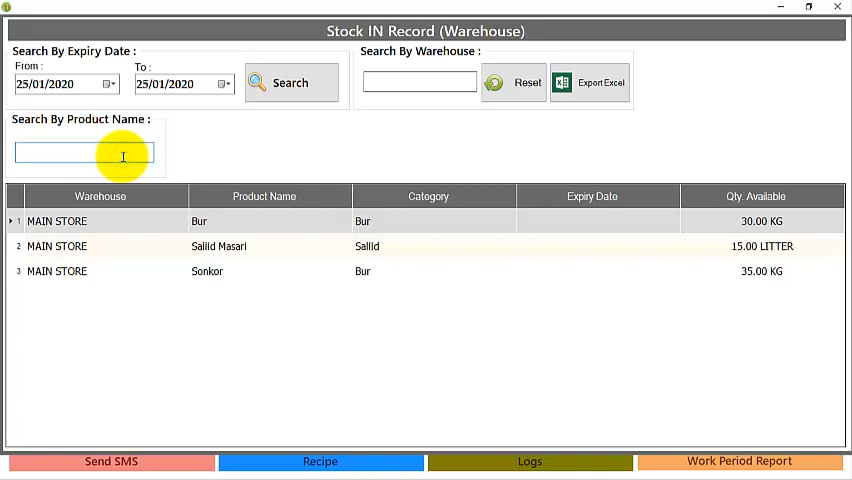 Stock IN Record (Warehouse)
Search By Expiry Date :
Search By Warehouse :
From :
To :
25/01/2020
25/01/2020
Search
Reset
Export Excel
Search By Product Name :
Warehouse Product Name Category Expiry Date Qty. Available
1 MAIN STORE Bur Bur 30.00 KG
2 MAIN STORE Saliid Masari Saliid 15.00 LITTER
3 MAIN STORE Sonkor Bur 35.00 KG
Send SMS Recipe Logs Work Period Report